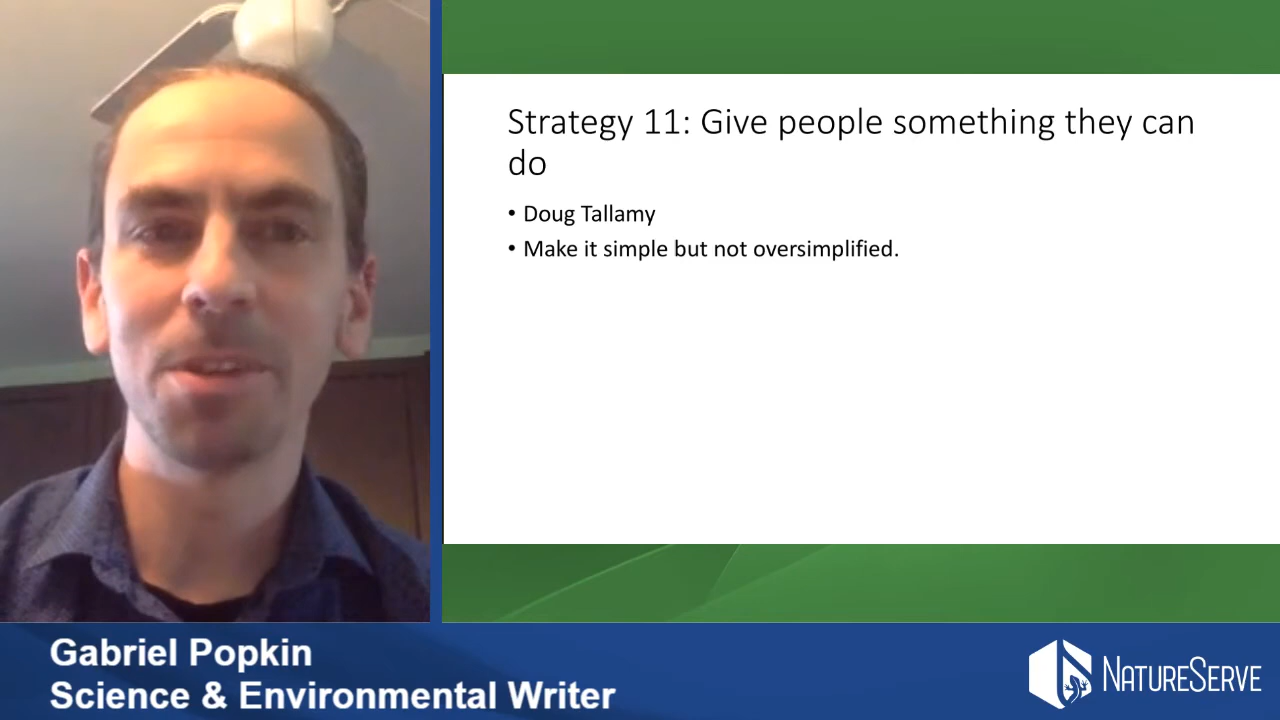 Strategy 11: Give people something they can
do
• Doug Tallamy
• Make it simple but not oversimplified.
Gabriel Popkin
Science & Environmental Writer
NATURESERVE